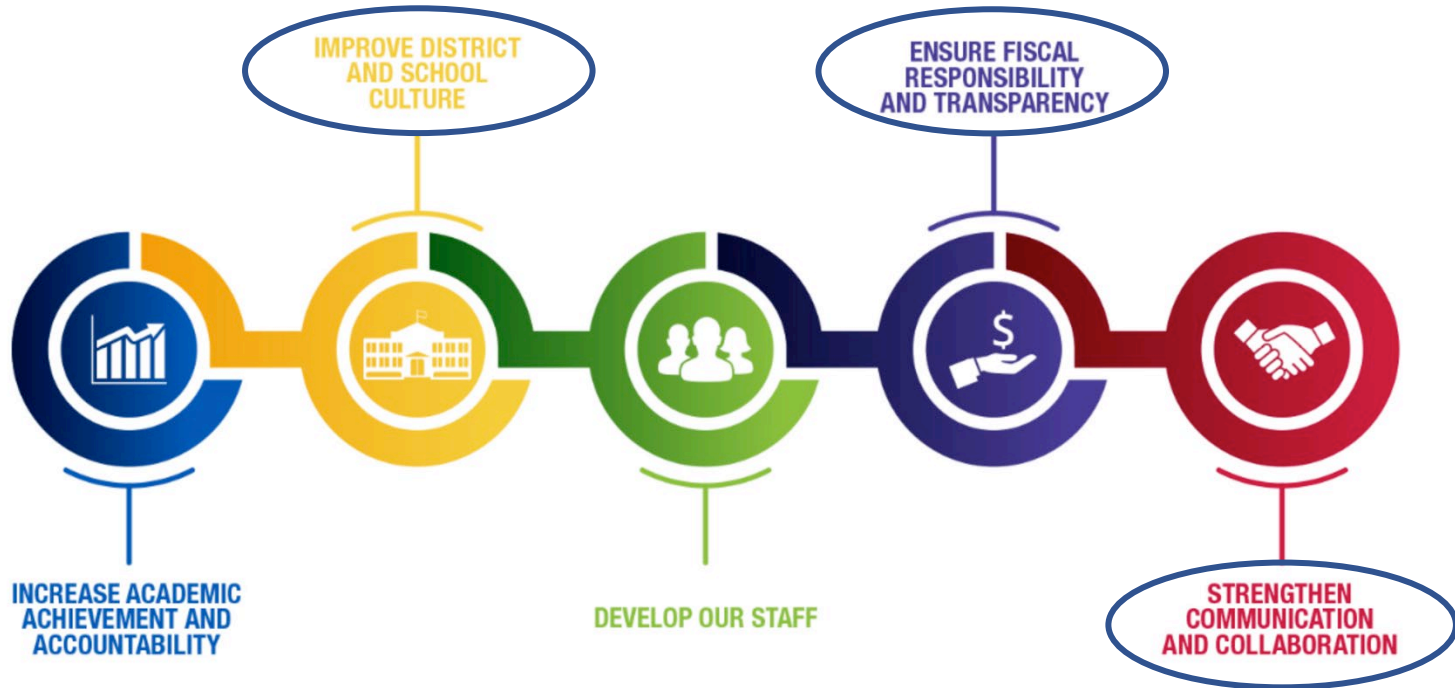 IMPROVE DISTRICT
AND SCHOOL
CULTURE
ENSURE FISCAL
RESPONSIBILITY
AND TRANSPARENCY
$
INCREASE ACADEMIC
ACHIEVEMENT AND
ACCOUNTABILITY
DEVELOP OUR STAFF
STRENGTHEN
COMMUNICATION
AND COLLABORATION